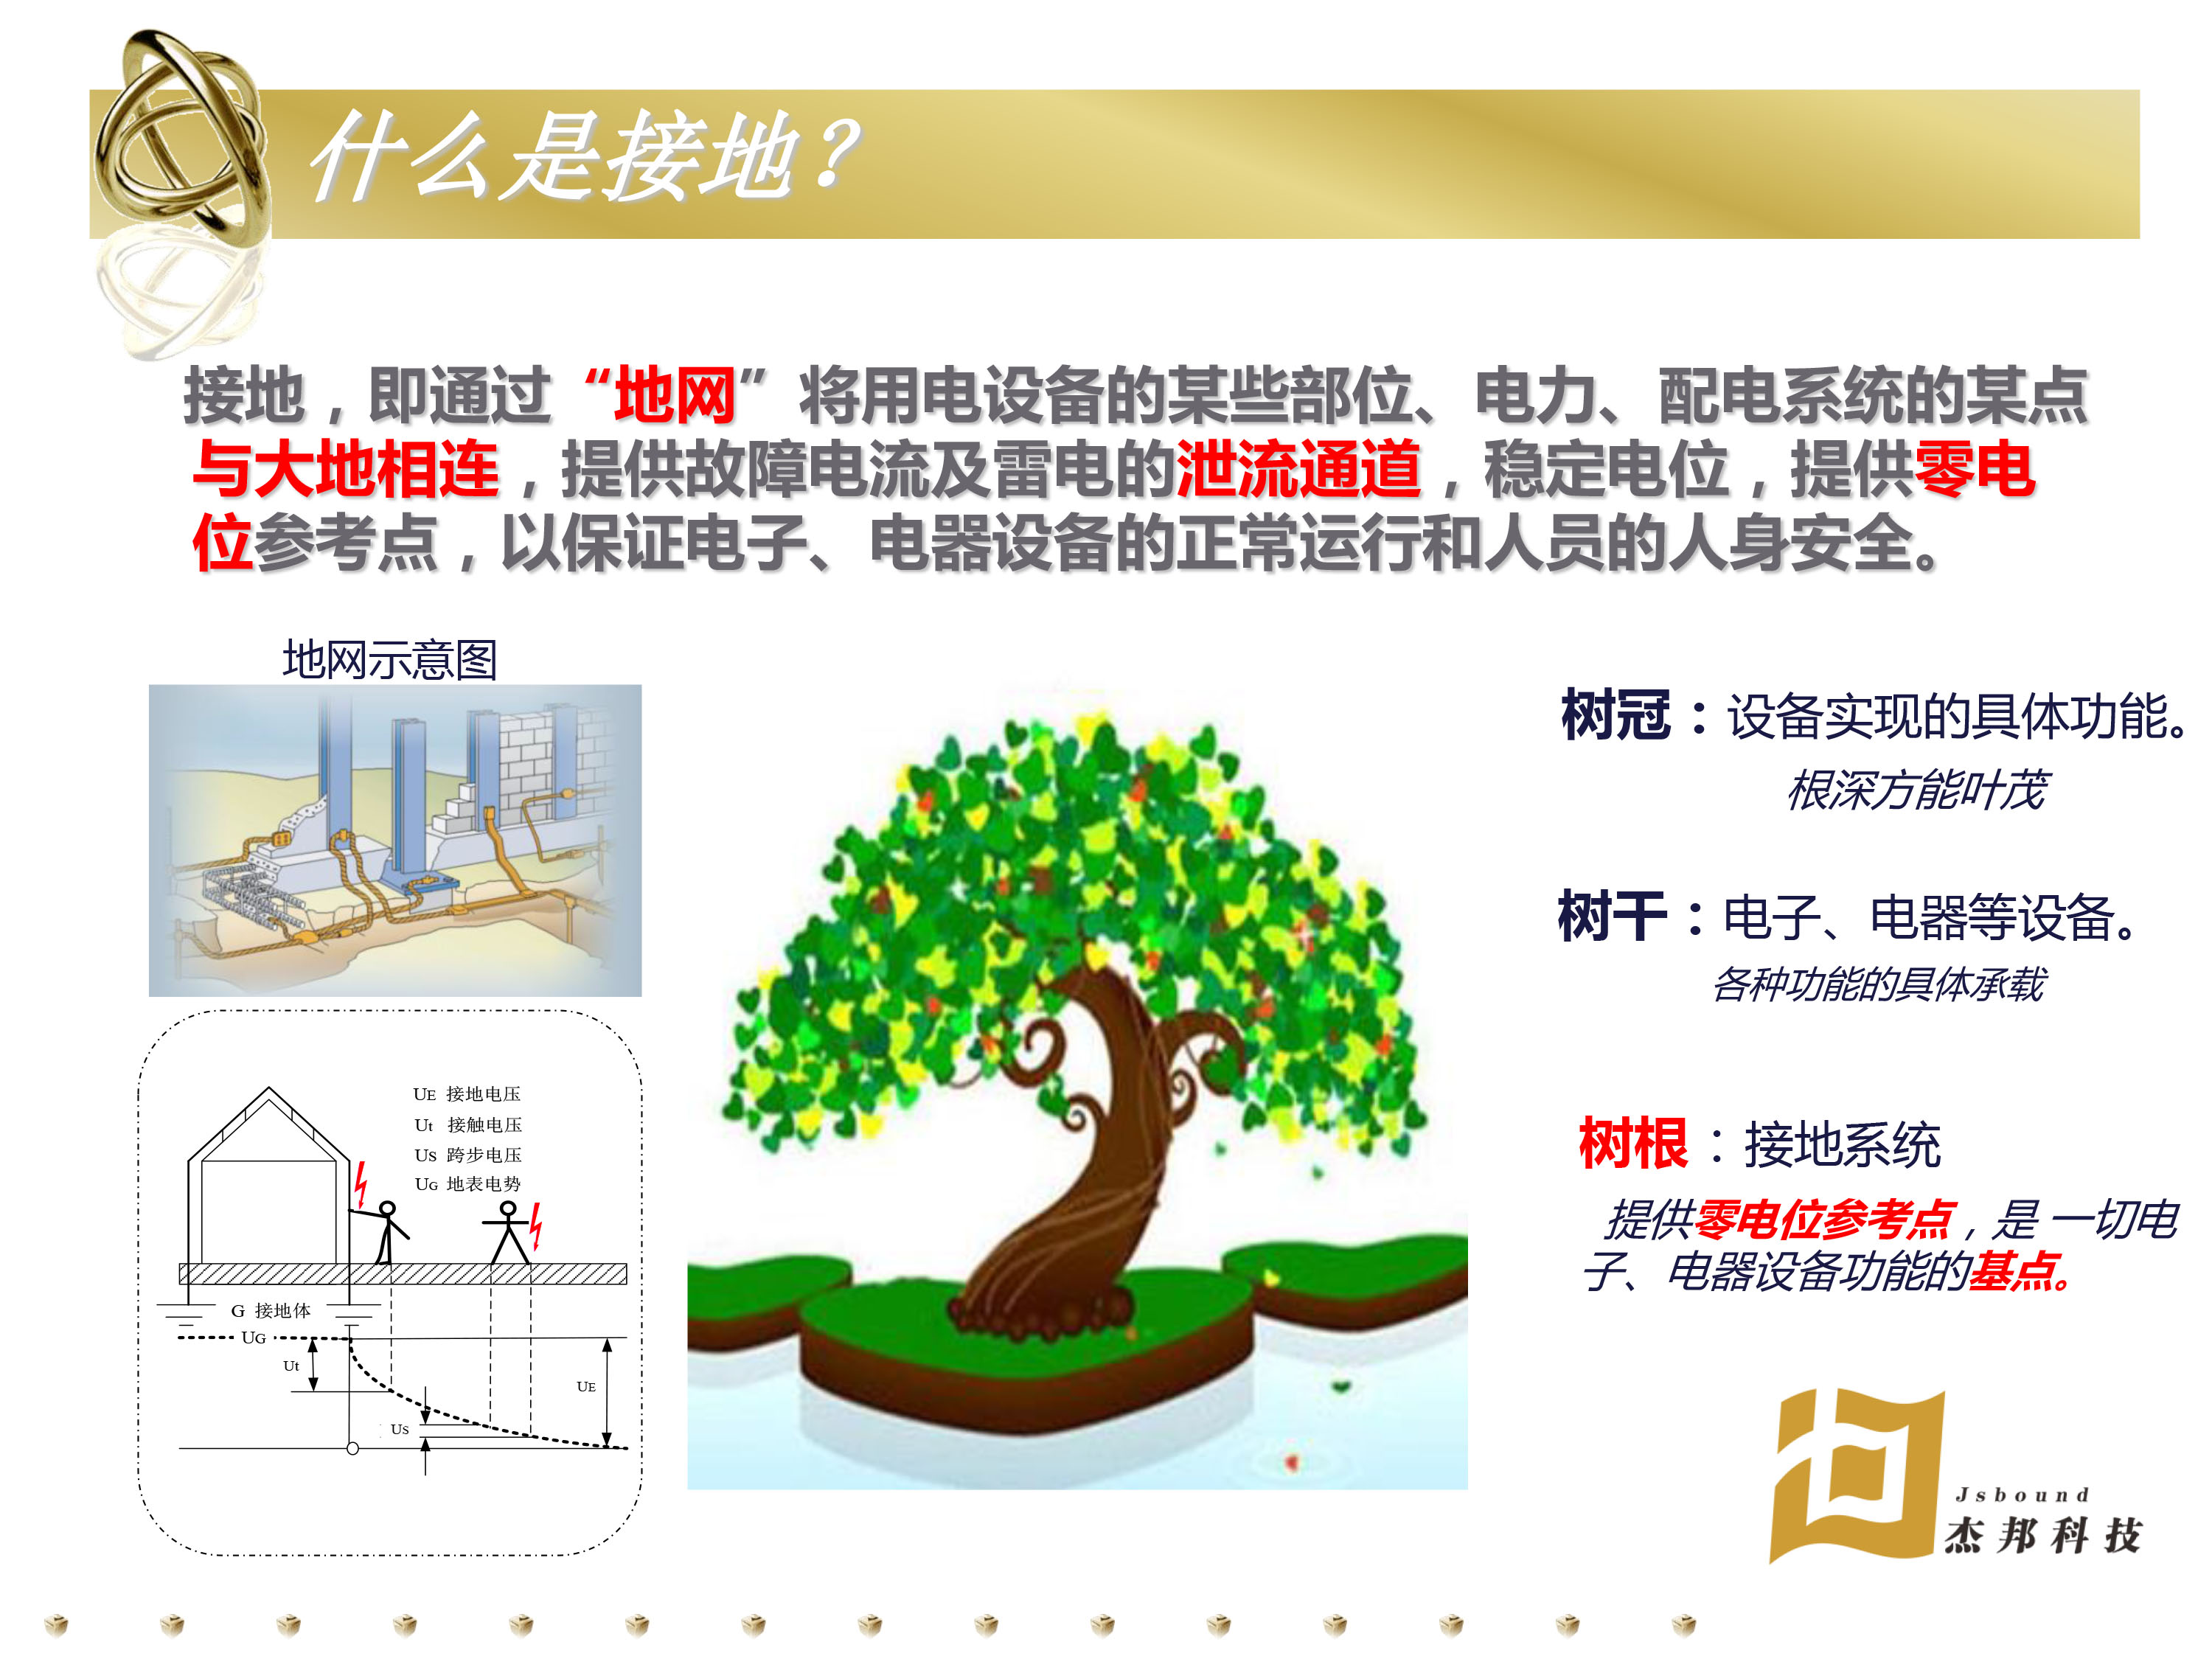 什么是接地？
接地，即通过“地网”将用电设备的某些部位、电力、配电系统的某点
与大地相连，提供故障电流及雷电的泄流通道，稳定电位，提供零电
位参考点，以保证电子、电器设备的正常运行和人员的人身安全。
地网示意图
树冠：设备实现的具体功能。
根深方能叶茂
树干：电子、电器等设备。
各种功能的具体承载
树根：接地系统
提供零电位参考点，是 一切电
子、电器设备功能的基点。
UE 接地电压
Ut 接触电压
US 跨步电压
UG 地表电势
G 接地体
UG
Ut
UE
US
Jsbound
杰邦科技